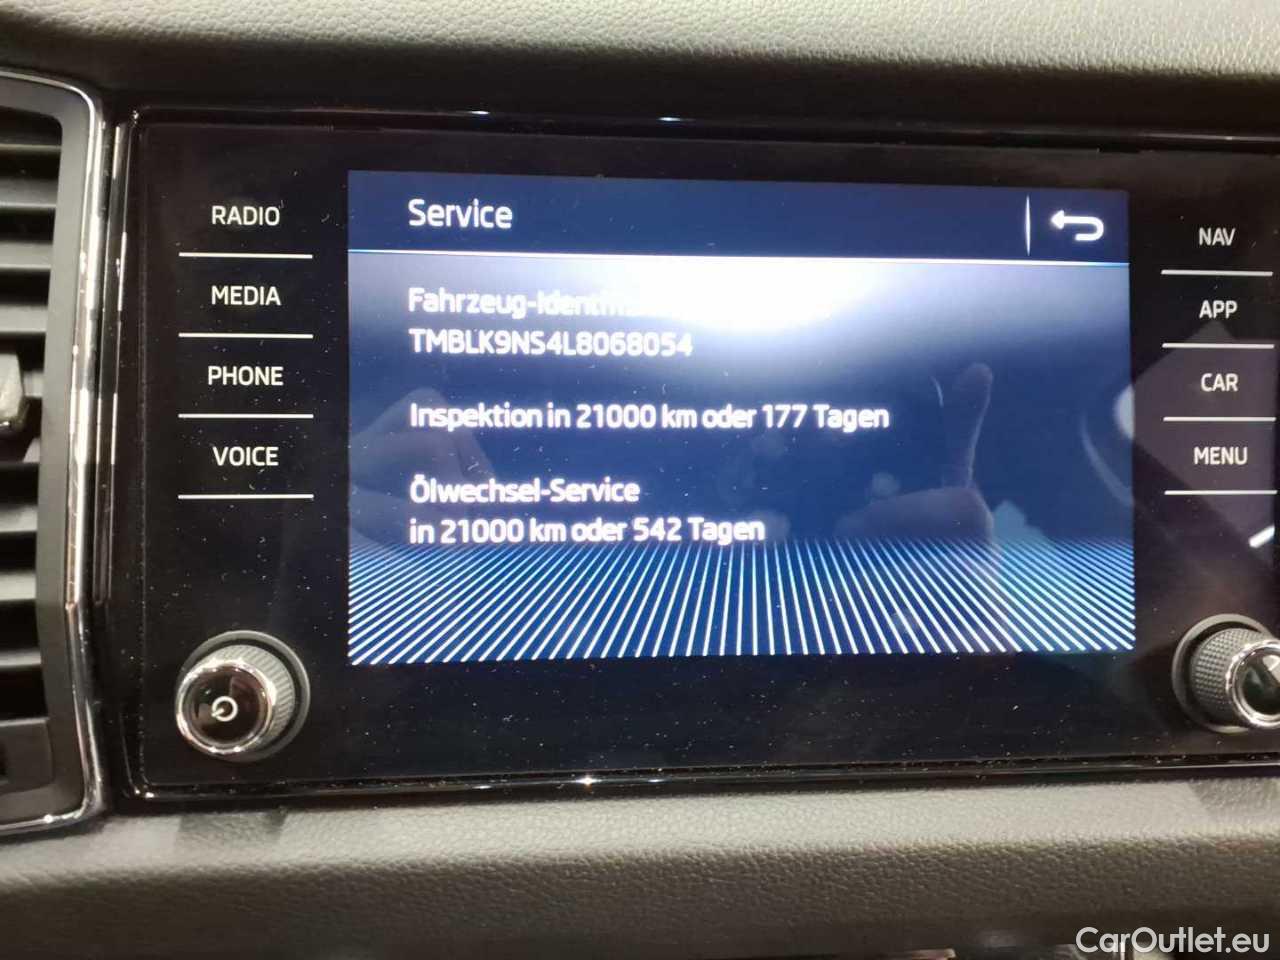 RADIO
MEDIA
PHONE
VOICE
Service
TMBLK9NS4L8068054
Inspektion in 21000 km oder 177 Tagen
Ölwechsel-Service
in 21000 km oder 542 Tagen
NAV
APP
CAR
MENU
CarOutlet.eu